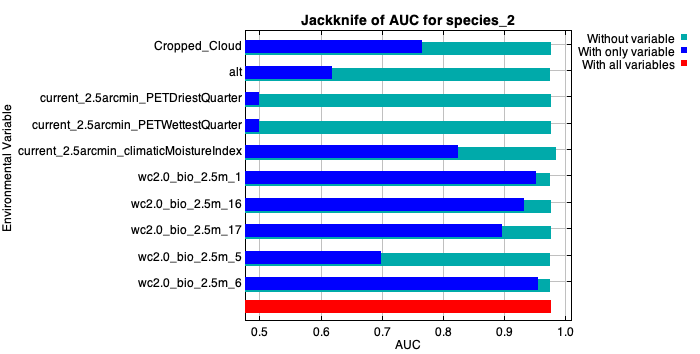 Jackknife of AUC for species_2
Without variable
With only variable
With all variables
Environmental Variable
Cropped_Cloud
alt
current_2.5arcmin_PETDriestQuarter
current_2.5arcmin_PETWettestQuarter
current_2.5arcmin_climaticMoistureIndex
wc2.0_bio_2.5m_1
wc2.0_bio_2.5m_16
wc2.0_bio_2.5m_17
wc2.0_bio_2.5m_5
wc2.0_bio_2.5m_6
0.5 0.6 0.7 0.8 0.9 1.0
AUC